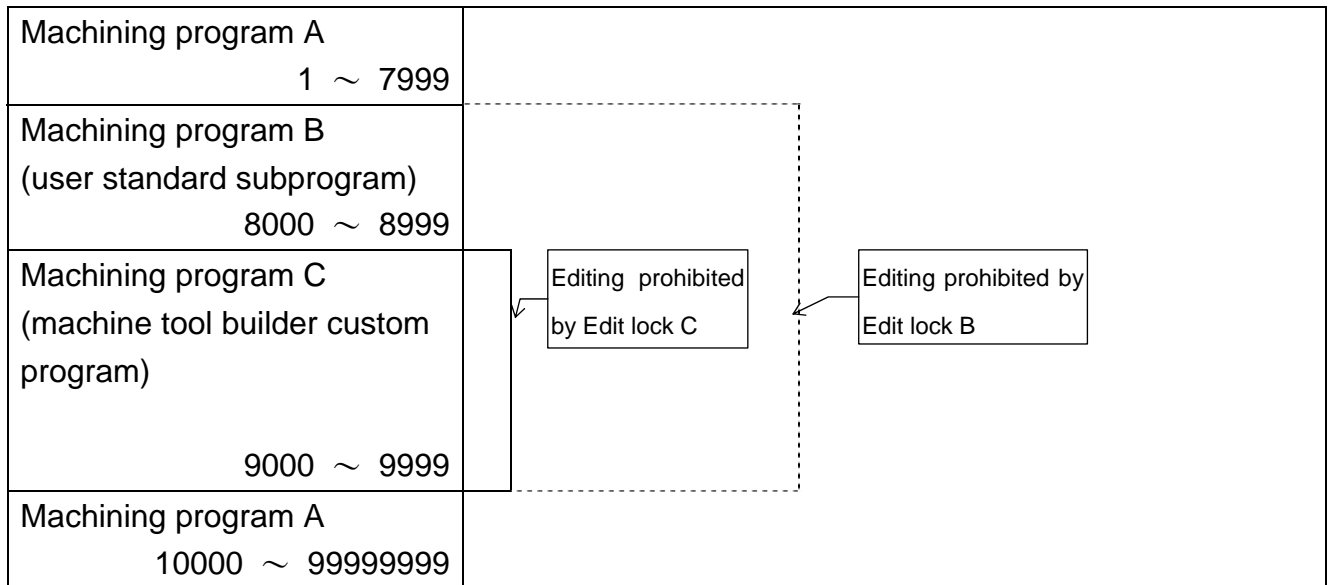 Machining program A
1 ～ 7999
Machining program B
(user standard subprogram)
8000 ～ 8999
Machining program C
(machine tool builder custom
program)
9000 ～ 9999
Machining program A
10000 ～ 99999999
Editing prohibited
by Edit lock C
Editing prohibited by
Edit lock B